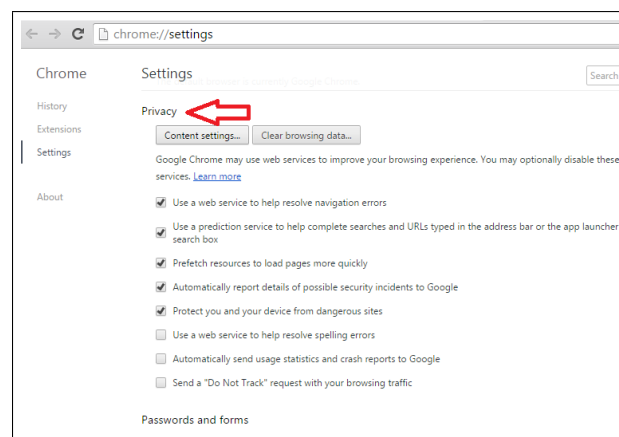 chrome://settings
Chrome
Settings
Search
History
Privacy
Extensions
Content settings...
Clear browsing data...
Settings
Google Chrome may use web services to improve your browsing experience. You may optionally disable these
services. Learn more
About
Use a web service to help resolve navigation errors
Use a prediction service to help complete searches and URLs typed in the address bar or the app launcher
search box
Prefetch resources to load pages more quickly
Automatically report details of possible security incidents to Google
Protect you and your device from dangerous sites
Use a web service to help resolve spelling errors
Automatically send usage statistics and crash reports to Google
Send a "Do Not Track" request with your browsing traffic
Passwords and forms